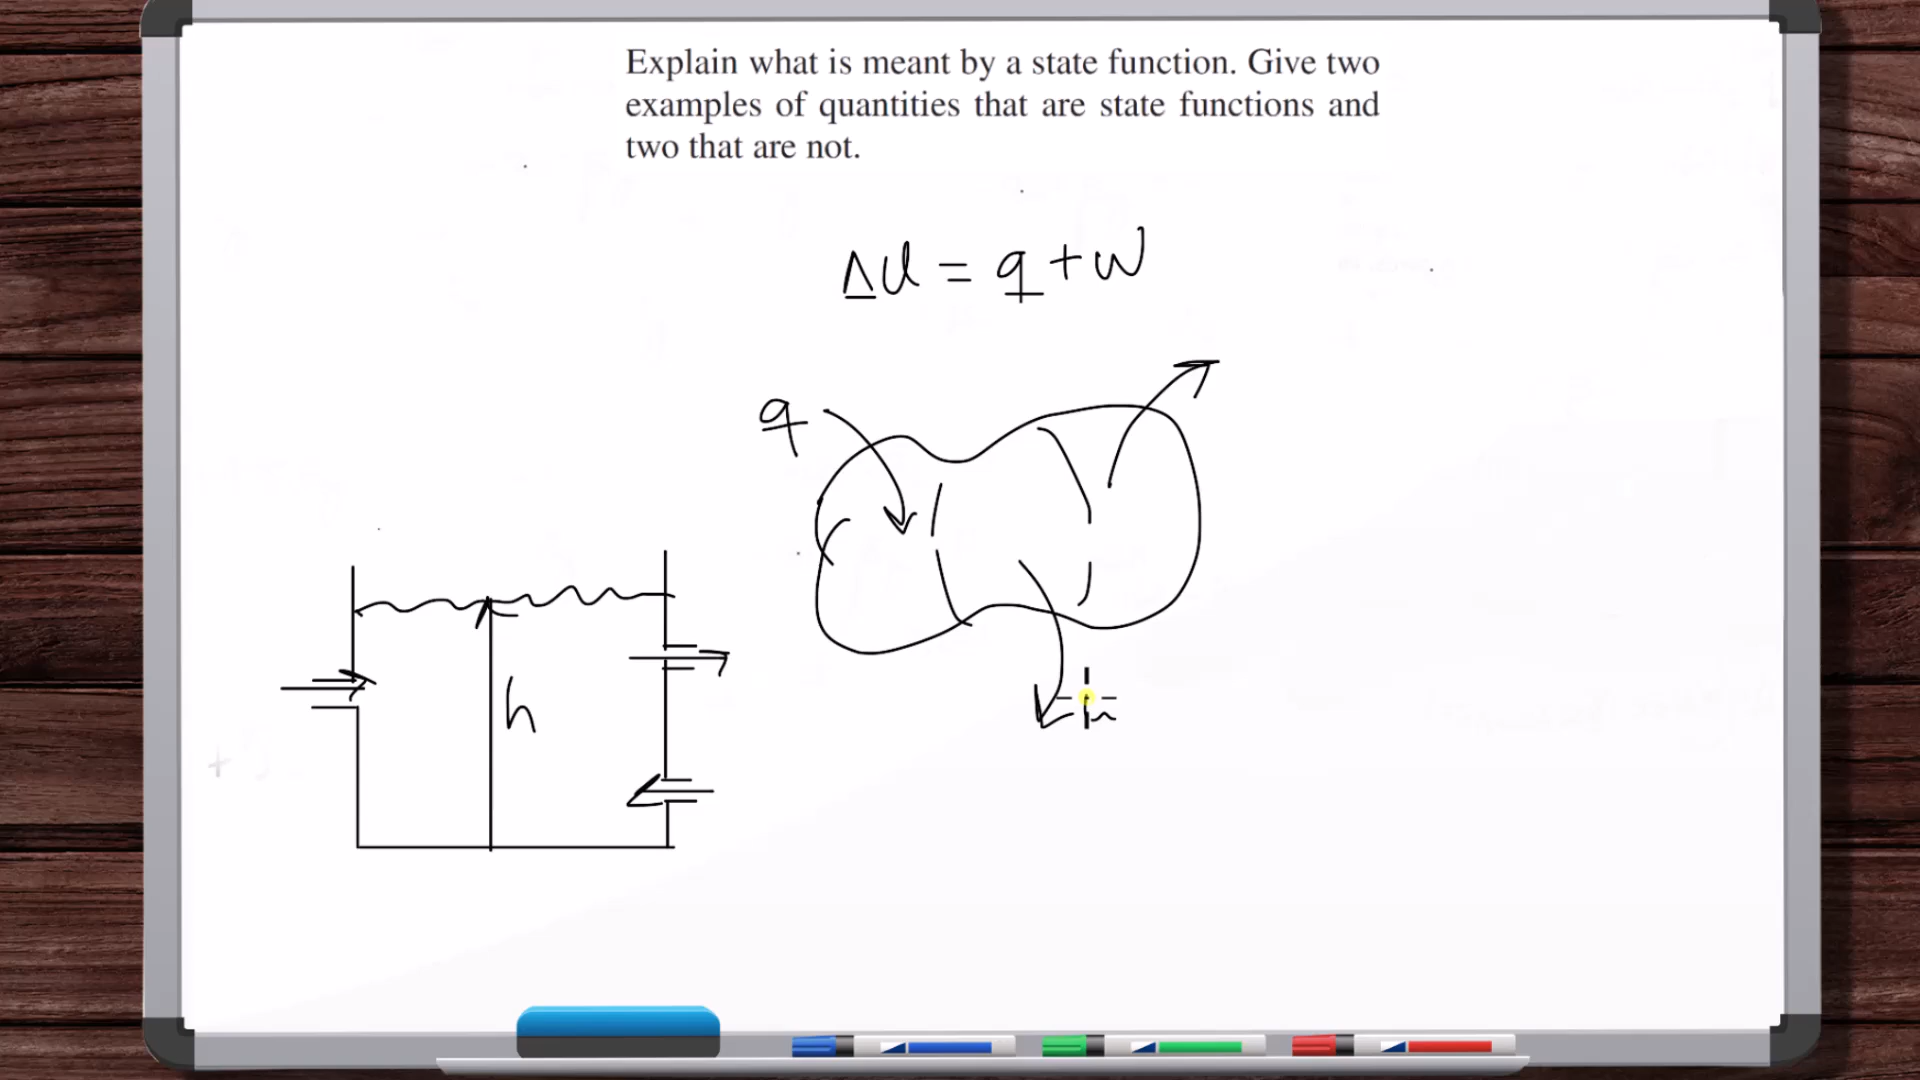 Explain what is meant by a state function. Give two
examples of quantities that are state functions and
two that are not.
ΔU = q + w
q
h